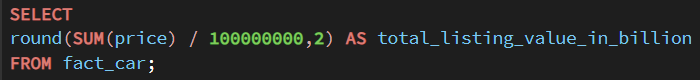 SELECT
round(SUM(price) / 100000000,2) AS total_listing_value_in_billion
FROM fact_car;